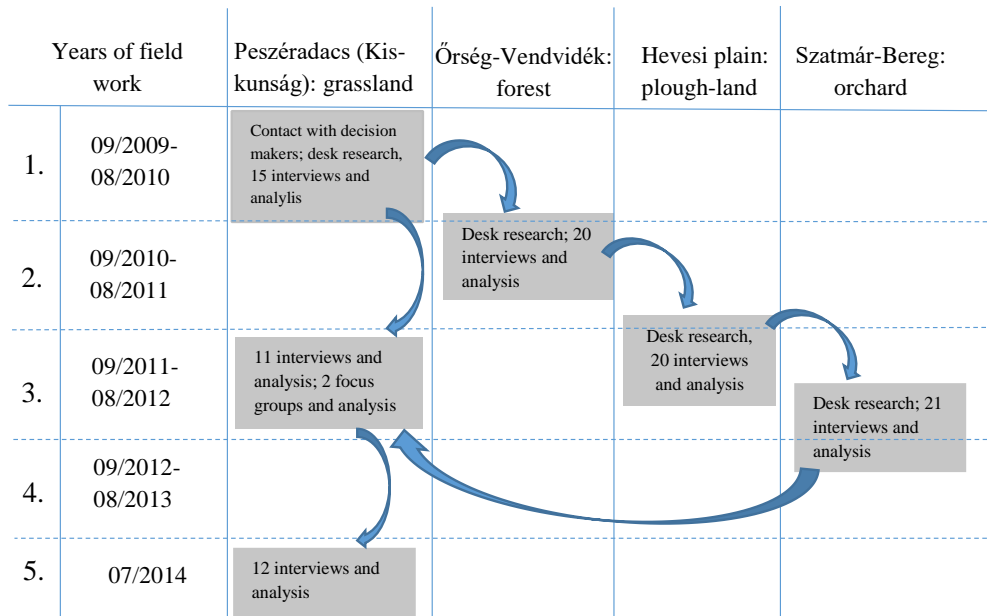 Years of field
work
Peszéradacs (Kis-
kunság): grassland
Őrség-Vendvidék:
forest
Hevesi plain:
plough-land
Szatmár-Bereg:
orchard
1.
09/2009-
08/2010
Contact with decision
makers; desk research,
15 interviews and
analylis
2.
09/2010-
08/2011
Desk research; 20
interviews and
analysis
3.
09/2011-
08/2012
11 interviews and
analysis; 2 focus
groups and analysis
Desk research,
20 interviews
and analysis
Desk research; 21
interviews and
analysis
4.
09/2012-
08/2013
5.
07/2014
12 interviews and
analysis